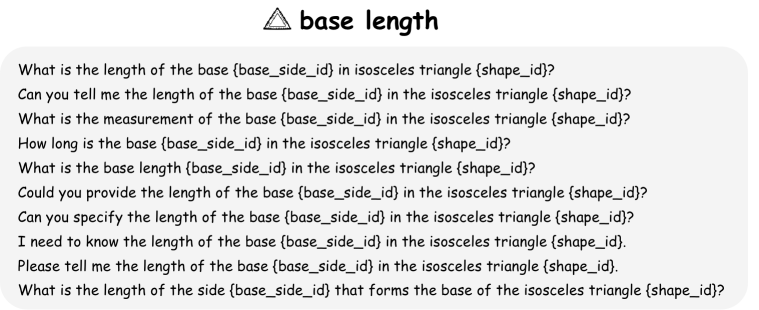 base length
What is the length of the base {base_side_id} in isosceles triangle {shape_id}?
Can you tell me the length of the base {base_side_id} in the isosceles triangle {shape_id}?
What is the measurement of the base {base_side_id} in the isosceles triangle {shape_id}?
How long is the base {base_side_id} in the isosceles triangle {shape_id}?
What is the base length {base_side_id} in the isosceles triangle {shape_id}?
Could you provide the length of the base {base_side_id} in the isosceles triangle {shape_id}?
Can you specify the length of the base {base_side_id} in the isosceles triangle {shape_id}?
I need to know the length of the base {base_side_id} in the isosceles triangle {shape_id}.
Please tell me the length of the base {base_side_id} in the isosceles triangle {shape_id}.
What is the length of the side {base_side_id} that forms the base of the isosceles triangle {shape_id}?